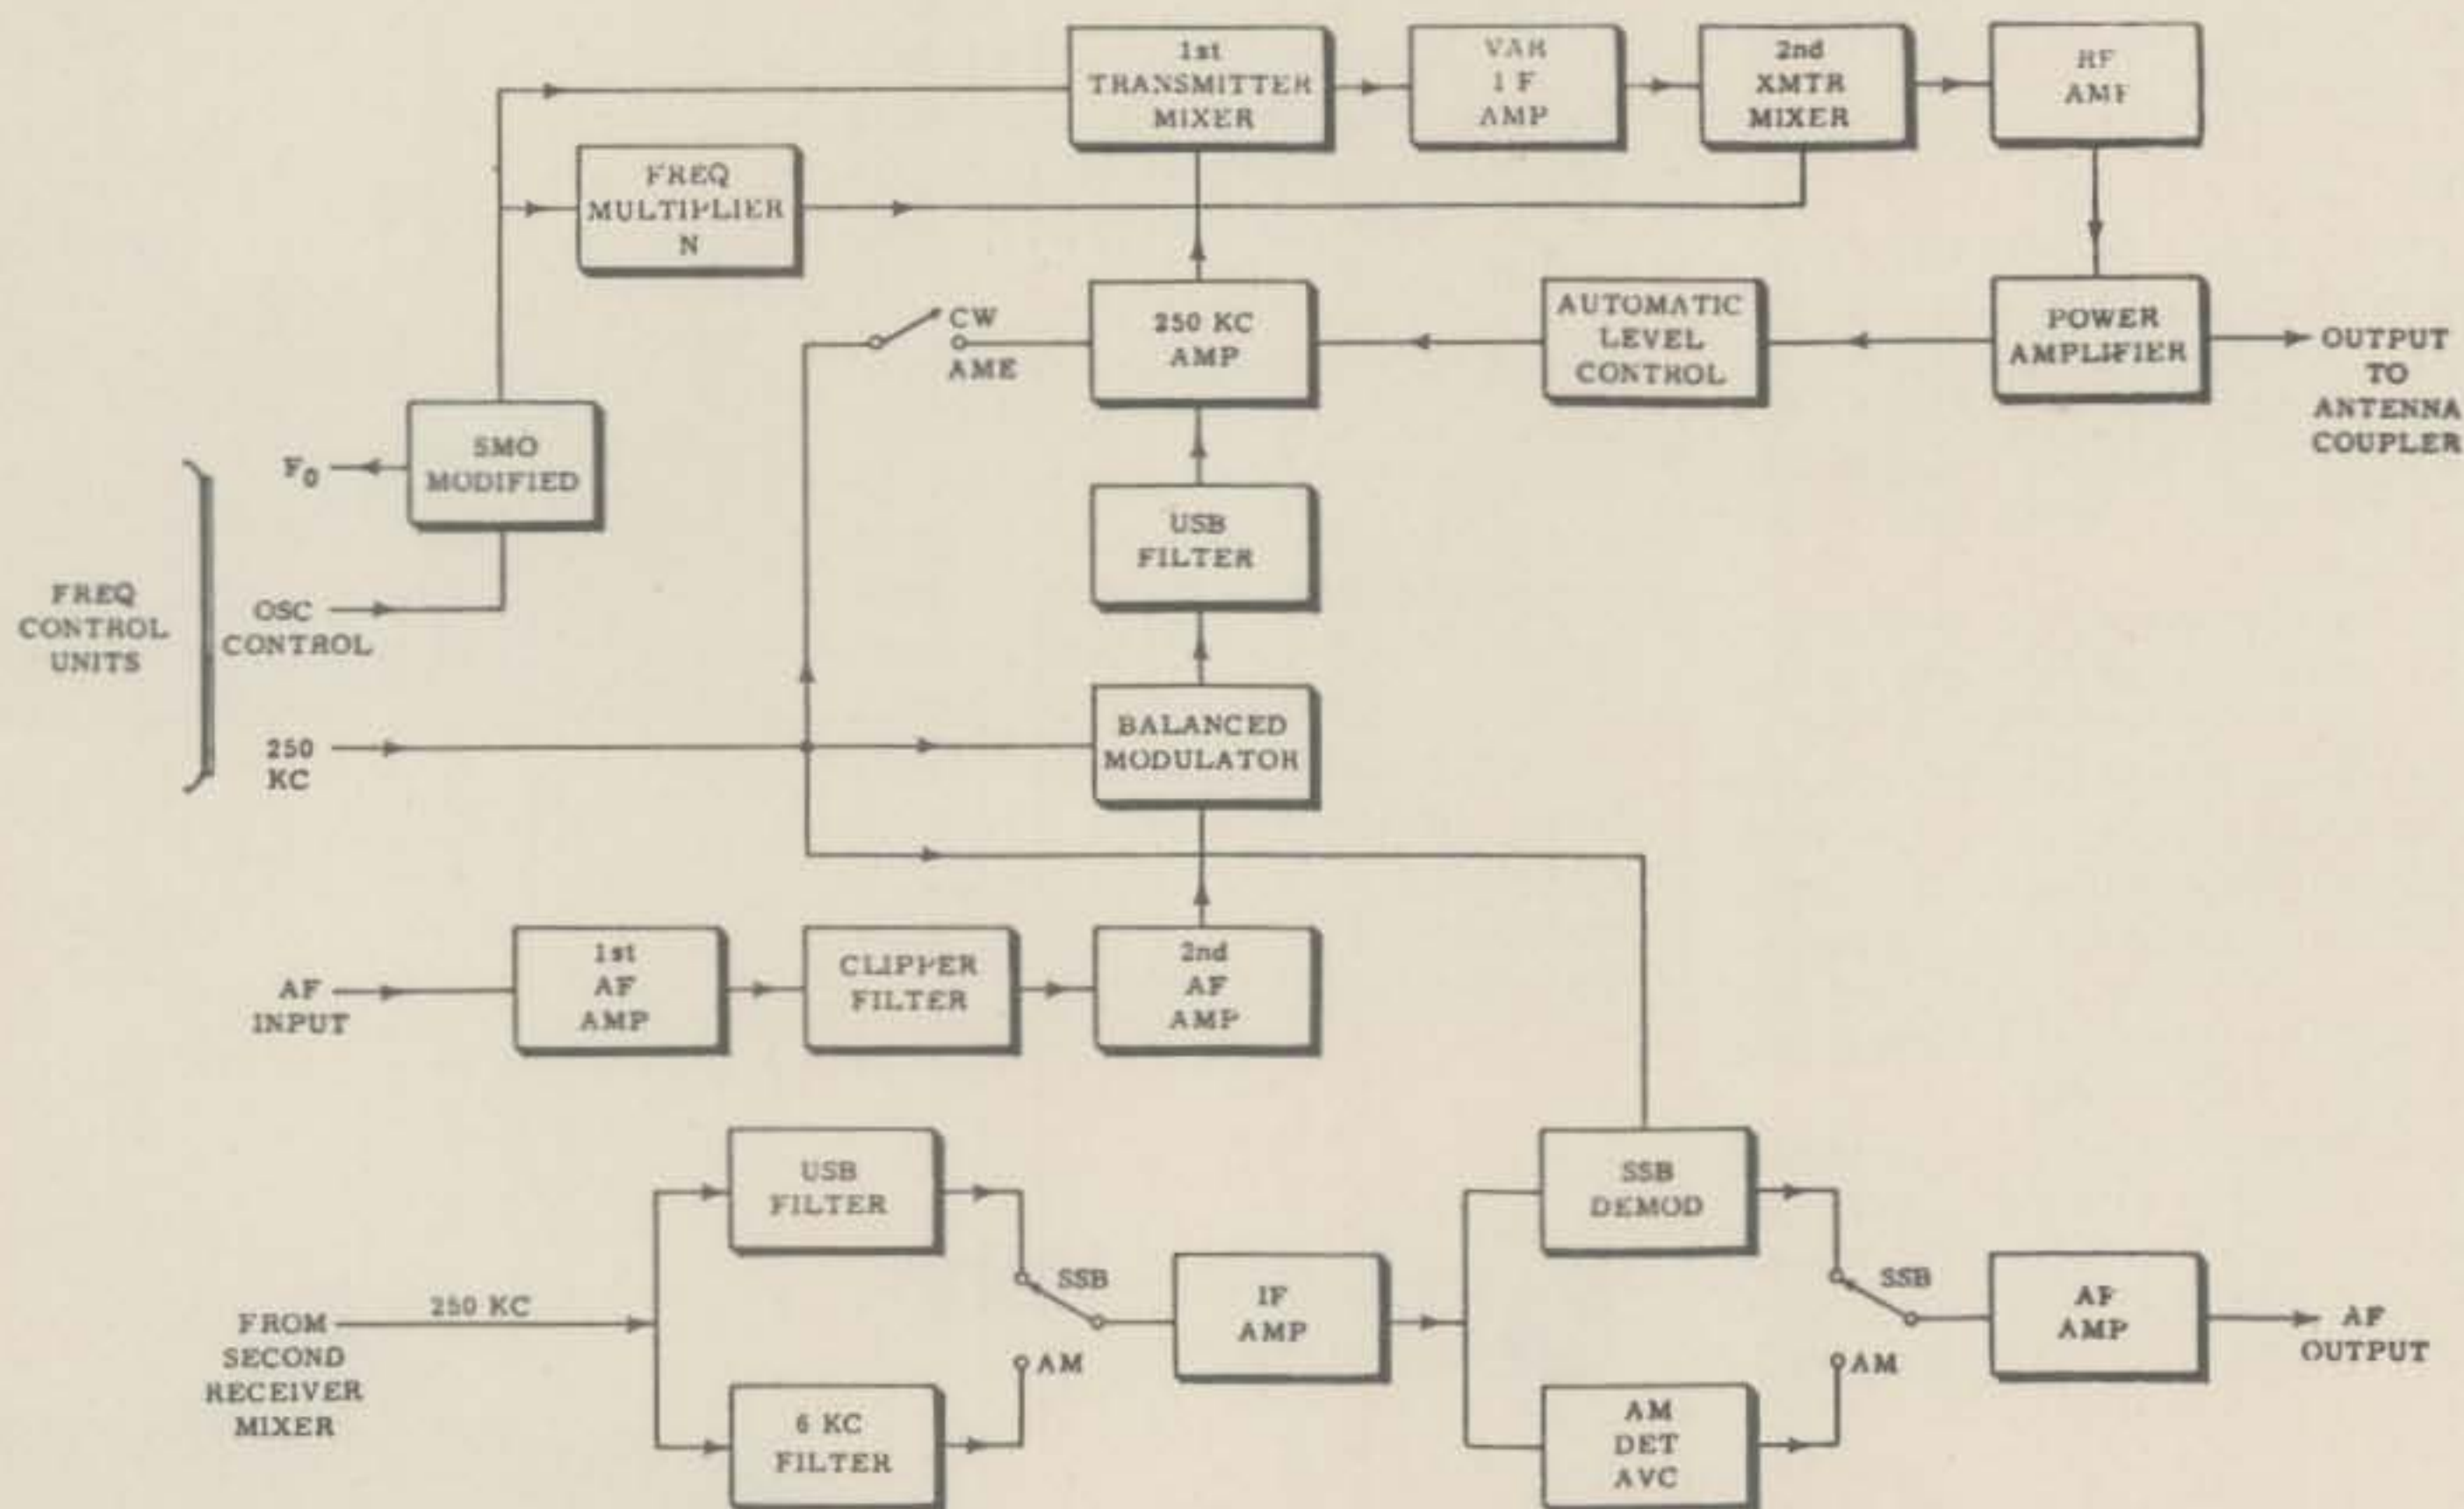 1st
TRANSMITTER
MIXER
VAR
1 F
AMP
2nd
XMTR
MIXER
RF
AMP
FREQ
MULTIPLIER
N
CW
AME
250 KC
AMP
AUTOMATIC
LEVEL
CONTROL
POWER
AMPLIFIER
OUTPUT
TO
ANTENNA
COUPLER
SMO
MODIFIED
F0
USB
FILTER
FREQ
CONTROL
UNITS
OSC
CONTROL
250
KC
BALANCED
MODULATOR
AF
INPUT
1st
AF
AMP
CLIPPER
FILTER
2nd
AF
AMP
USB
FILTER
SSB
DEMOD
FROM
SECOND
RECEIVER
MIXER
250 KC
SSB
AM
IF
AMP
SSB
AM
AF
AMP
AF
OUTPUT
6 KC
FILTER
AM
DET
AVC